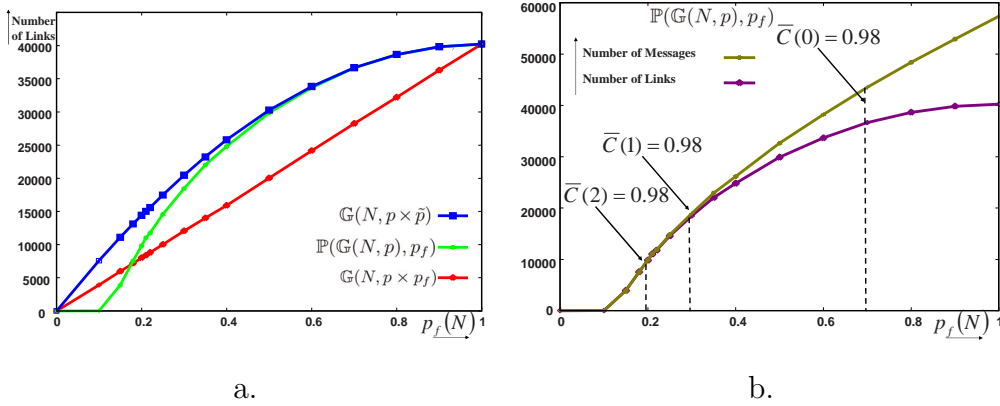 Number
of Links
40000
35000
30000
25000
20000
15000
10000
5000
0
0 0.2 0.4 0.6 0.8 1
p_f(N)
𝔾(N, p × p̃)
ℙ(𝔾(N, p), p_f)
𝔾(N, p × p_f)
a.
60000
50000
40000
30000
20000
10000
0
0 0.2 0.4 0.6 0.8 1
p_f(N)
ℙ(𝔾(N, p), p_f)
Number of Messages
Number of Links
C̅(0) = 0.98
C̅(1) = 0.98
C̅(2) = 0.98
b.